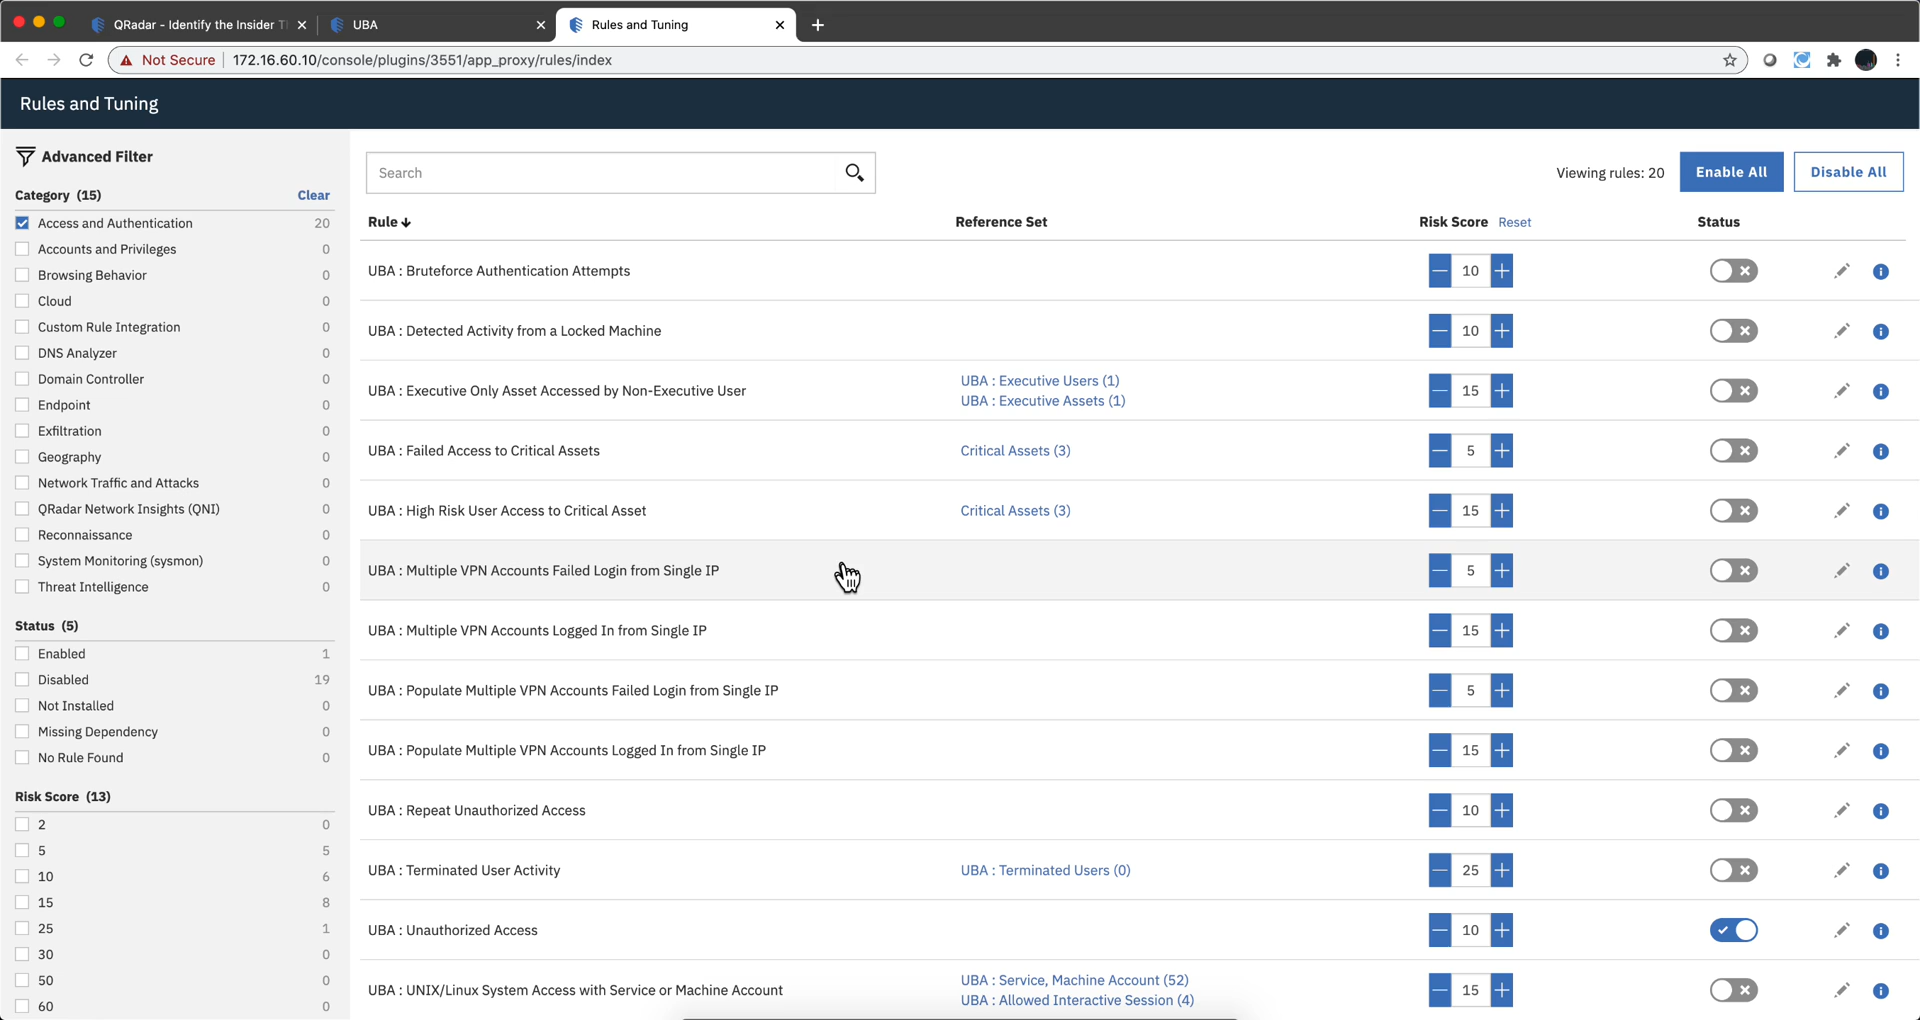 QRadar - Identify the Insider T
UBA
Rules and Tuning
Not Secure 172.16.60.10/console/plugins/3551/app_proxy/rules/index
Rules and Tuning
Advanced Filter
Category (15) Clear
Access and Authentication 20
Accounts and Privileges 0
Browsing Behavior 0
Cloud 0
Custom Rule Integration 0
DNS Analyzer 0
Domain Controller 0
Endpoint 0
Exfiltration 0
Geography 0
Network Traffic and Attacks 0
QRadar Network Insights (QNI) 0
Reconnaissance 0
System Monitoring (sysmon) 0
Threat Intelligence 0
Status (5)
Enabled 1
Disabled 19
Not Installed 0
Missing Dependency 0
No Rule Found 0
Risk Score (13)
2 0
5 5
10 6
15 8
25 1
30 0
50 0
60 0
Search
Viewing rules: 20 Enable All Disable All
Rule Reference Set Risk Score Reset Status
UBA : Bruteforce Authentication Attempts 10
UBA : Detected Activity from a Locked Machine 10
UBA : Executive Only Asset Accessed by Non-Executive User UBA : Executive Users (1) 15
UBA : Executive Assets (1)
UBA : Failed Access to Critical Assets Critical Assets (3) 5
UBA : High Risk User Access to Critical Asset Critical Assets (3) 15
UBA : Multiple VPN Accounts Failed Login from Single IP 5
UBA : Multiple VPN Accounts Logged In from Single IP 15
UBA : Populate Multiple VPN Accounts Failed Login from Single IP 5
UBA : Populate Multiple VPN Accounts Logged In from Single IP 15
UBA : Repeat Unauthorized Access 10
UBA : Terminated User Activity UBA : Terminated Users (0) 25
UBA : Unauthorized Access 10
UBA : UNIX/Linux System Access with Service or Machine Account UBA : Service, Machine Account (52) 15
UBA : Allowed Interactive Session (4)